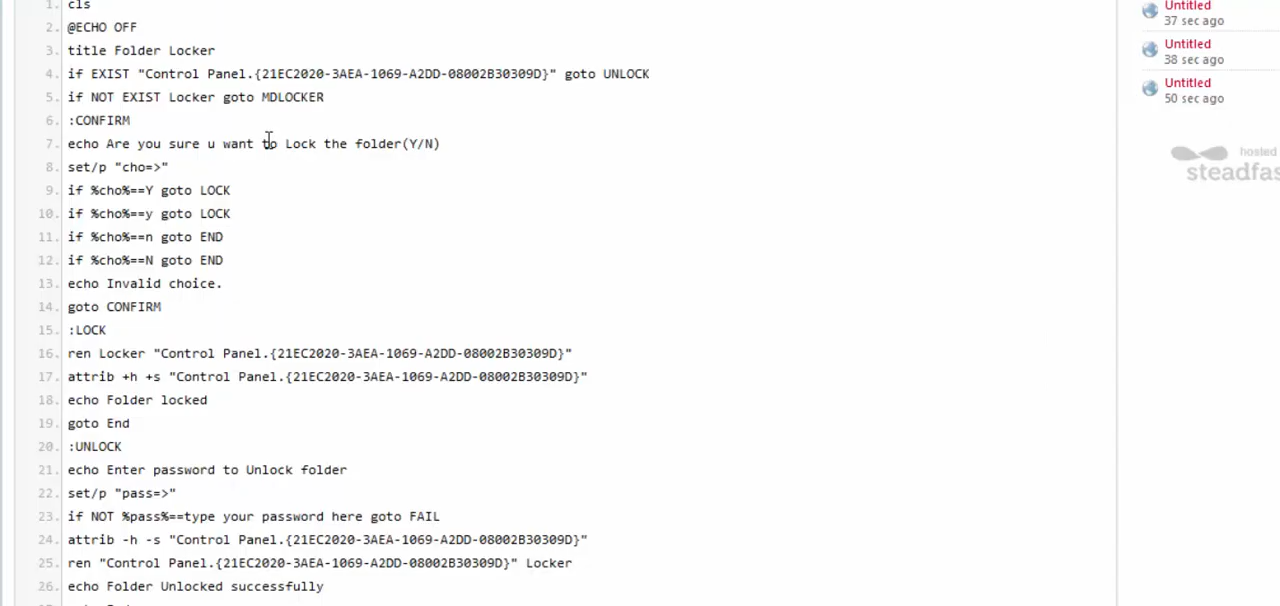 1. cls
2. @ECHO OFF
3. title Folder Locker
4. if EXIST "Control Panel.{21EC2020-3AEA-1069-A2DD-08002B30309D}" goto UNLOCK
5. if NOT EXIST Locker goto MDLOCKER
6. :CONFIRM
7. echo Are you sure u want to Lock the folder(Y/N)
8. set/p "cho=>"
9. if %cho%==Y goto LOCK
10. if %cho%==y goto LOCK
11. if %cho%==n goto END
12. if %cho%==N goto END
13. echo Invalid choice.
14. goto CONFIRM
15. :LOCK
16. ren Locker "Control Panel.{21EC2020-3AEA-1069-A2DD-08002B30309D}"
17. attrib +h +s "Control Panel.{21EC2020-3AEA-1069-A2DD-08002B30309D}"
18. echo Folder locked
19. goto End
20. :UNLOCK
21. echo Enter password to Unlock folder
22. set/p "pass=>"
23. if NOT %pass%==type your password here goto FAIL
24. attrib -h -s "Control Panel.{21EC2020-3AEA-1069-A2DD-08002B30309D}"
25. ren "Control Panel.{21EC2020-3AEA-1069-A2DD-08002B30309D}" Locker
26. echo Folder Unlocked successfully
Untitled
37 sec ago
Untitled
38 sec ago
Untitled
50 sec ago
hosted
steadfas